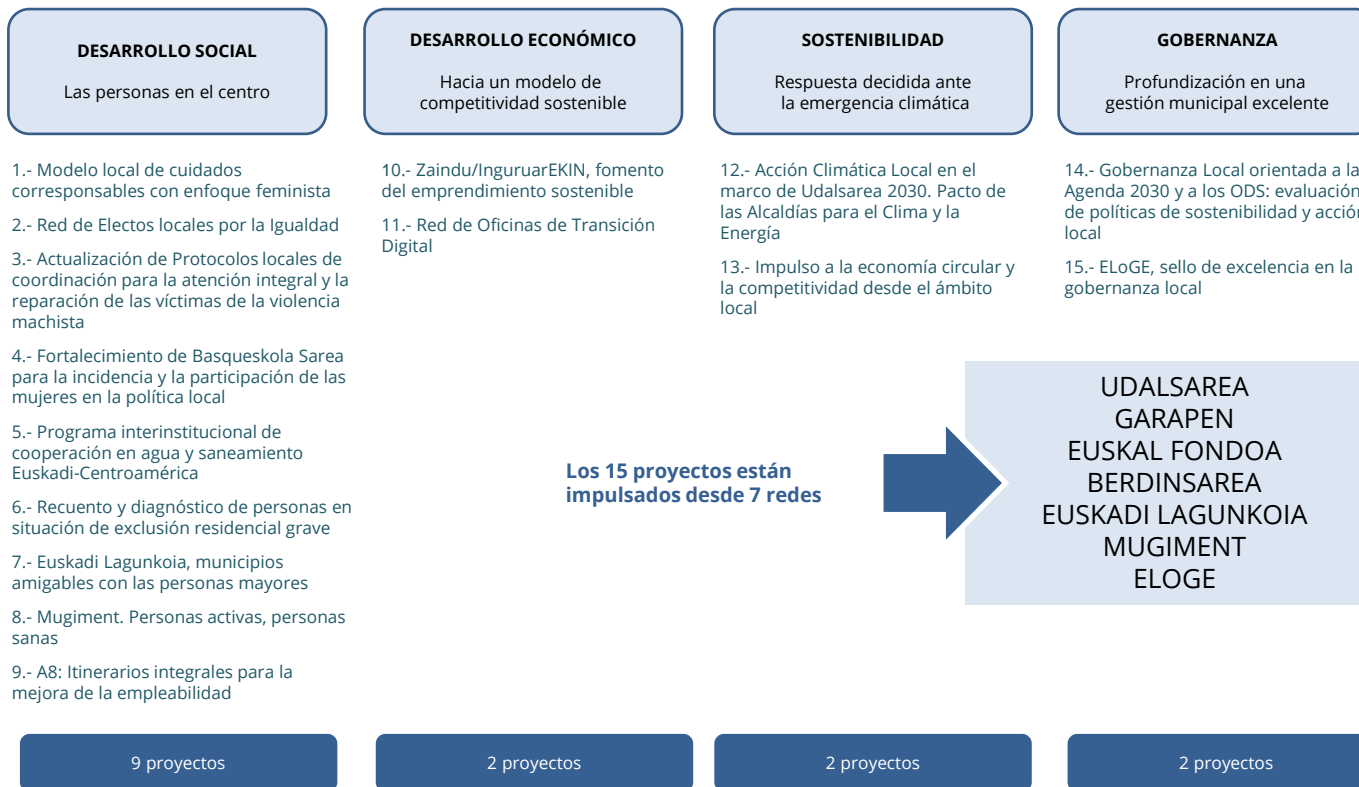 DESARROLLO SOCIAL
Las personas en el centro
1.- Modelo local de cuidados
corresponsables con enfoque feminista
2.- Red de Electos locales por la Igualdad
3.- Actualización de Protocolos locales de
coordinación para la atención integral y la
reparación de las víctimas de la violencia
machista
4.- Fortalecimiento de Basqueskola Sarea
para la incidencia y la participación de las
mujeres en la política local
5.- Programa interinstitucional de
cooperación en agua y saneamiento
Euskadi-Centroamérica
6.- Recuento y diagnóstico de personas en
situación de exclusión residencial grave
7.- Euskadi Lagunkoia, municipios
amigables con las personas mayores
8.- Mugiment. Personas activas, personas
sanas
9.- A8: Itinerarios integrales para la
mejora de la empleabilidad
9 proyectos
DESARROLLO ECONÓMICO
Hacia un modelo de
competitividad sostenible
10.- Zaindu/InguruarEKIN, fomento
del emprendimiento sostenible
11.- Red de Oficinas de Transición
Digital
2 proyectos
SOSTENIBILIDAD
Respuesta decidida ante
la emergencia climática
12.- Acción Climática Local en el
marco de Udalsarea 2030. Pacto de
las Alcaldías para el Clima y la
Energía
13.- Impulso a la economía circular y
la competitividad desde el ámbito
local
2 proyectos
GOBERNANZA
Profundización en una
gestión municipal excelente
14.- Gobernanza Local orientada a la
Agenda 2030 y a los ODS: evaluación
de políticas de sostenibilidad y acción
local
15.- ELoGE, sello de excelencia en la
gobernanza local
2 proyectos
Los 15 proyectos están
impulsados desde 7 redes
UDALSAREA
GARAPEN
EUSKAL FONDOA
BERDINSAREA
EUSKADI LAGUNKOIA
MUGIMENT
ELOGE